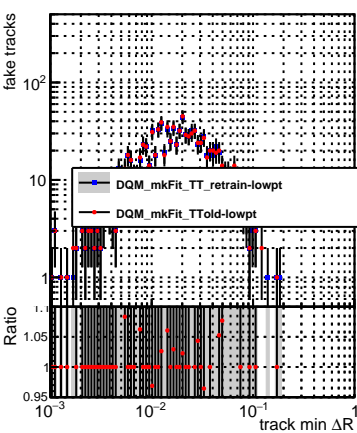 fake tracks
10²
10
1
DQM_mkFit_TT_retrain-lowpt
DQM_mkFit_TTold-lowpt
Ratio
1.1
1.05
1
0.95
10⁻³
10⁻²
10⁻¹
1
track min ΔR